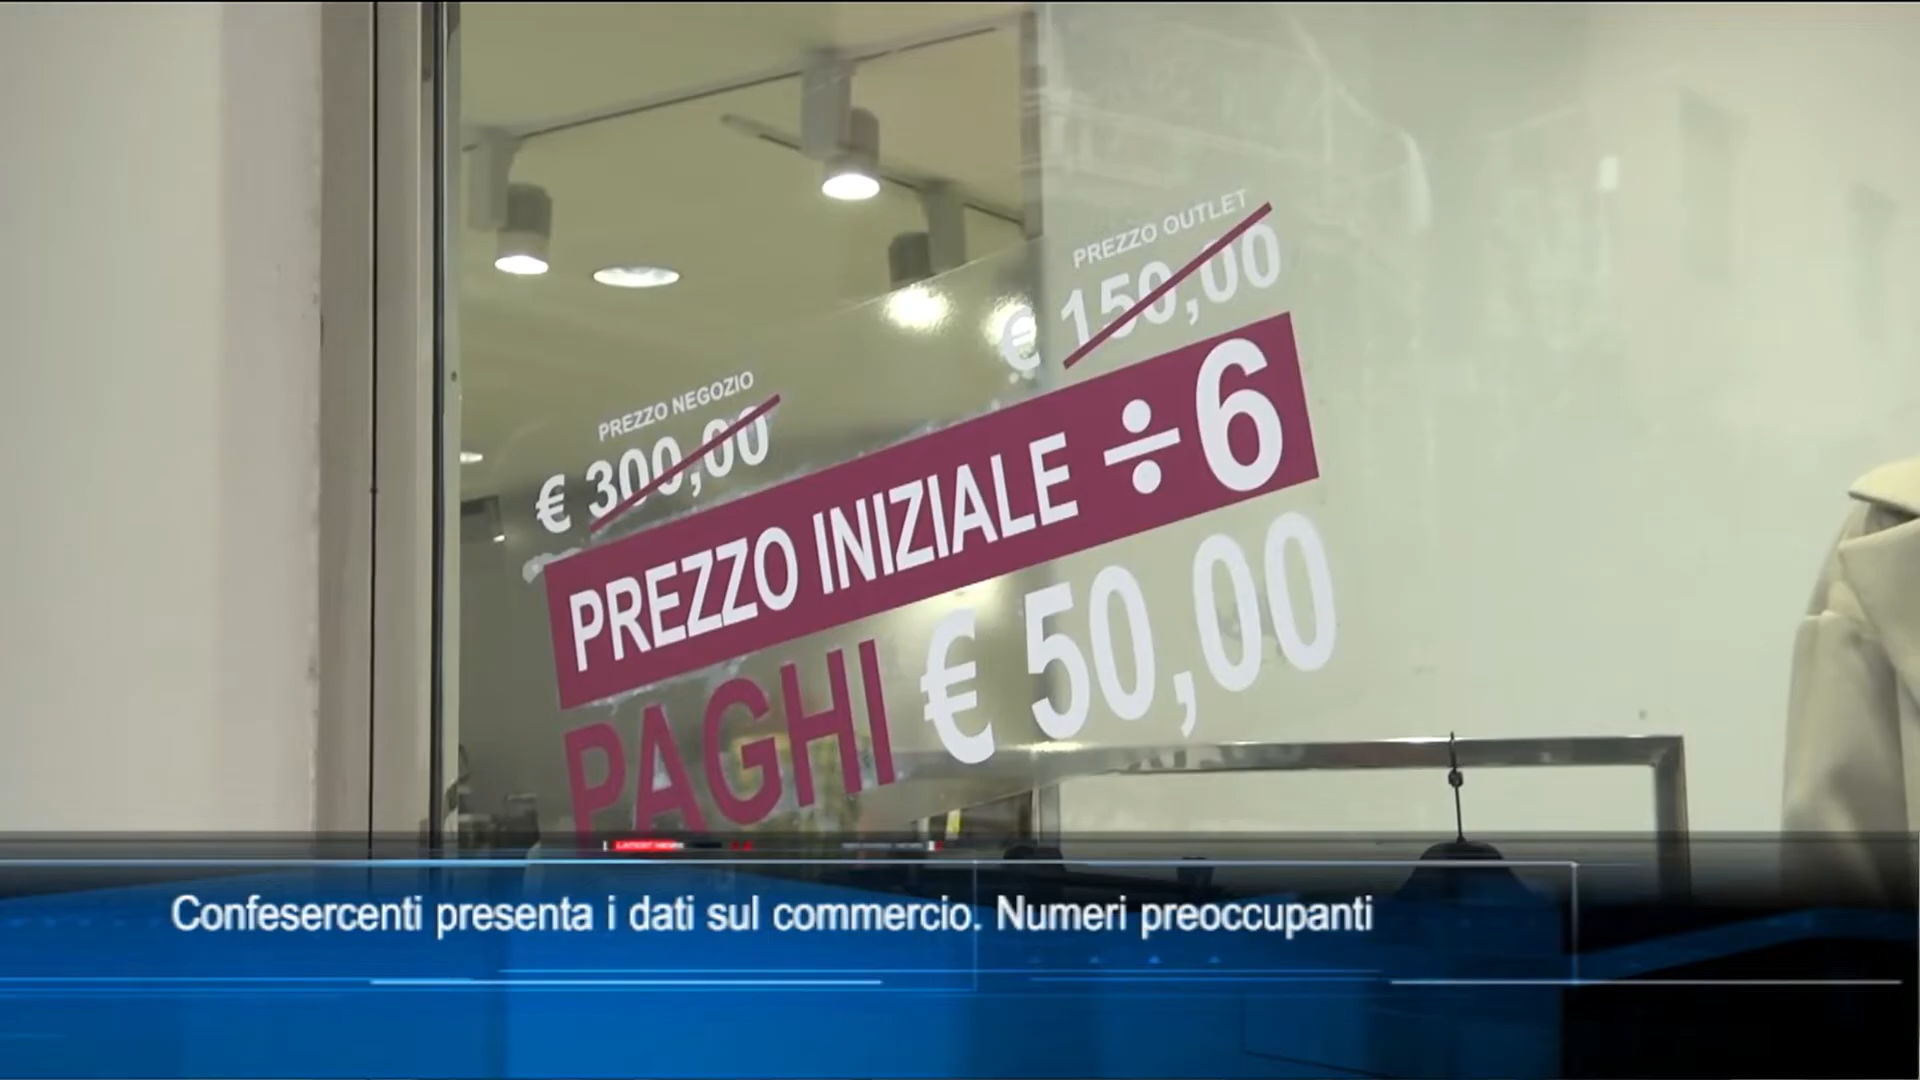 PREZZO OUTLET
€ 150,00
PREZZO NEGOZIO
€ 300,00
PREZZO INIZIALE ÷6
PAGHI € 50,00
Confesercenti presenta i dati sul commercio. Numeri preoccupanti